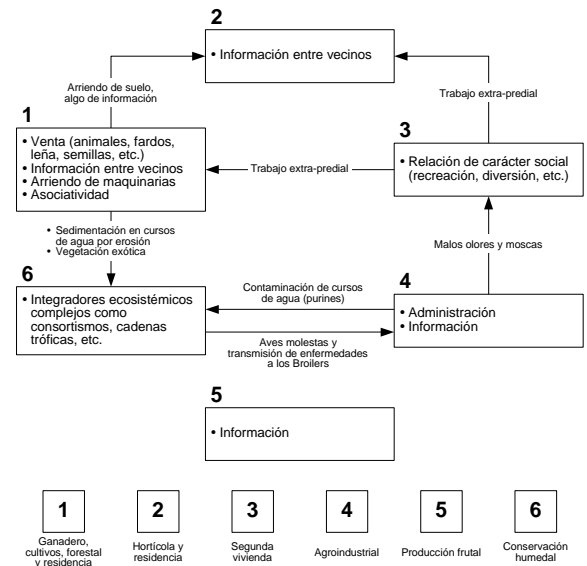 2
• Información entre vecinos
Arriendo de suelo,
algo de información
Trabajo extra-predial
1
• Venta (animales, fardos,
leña, semillas, etc.)
• Información entre vecinos
• Arriendo de maquinarias
• Asociatividad
Trabajo extra-predial
3
• Relación de carácter social
(recreación, diversión, etc.)
• Sedimentación en cursos
de agua por erosión
• Vegetación exótica
Malos olores y moscas
6
• Integradores ecosistémicos
complejos como
consortismos, cadenas
tróficas, etc.
Contaminación de cursos
de agua (purines)
4
• Administración
• Información
Aves molestas y
transmisión de enfermedades
a los Broilers
5
• Información
1
Ganadero,
cultivos, forestal
y residencia
2
Hortícola y
residencia
3
Segunda
vivienda
4
Agroindustrial
5
Producción frutal
6
Conservación
humedal